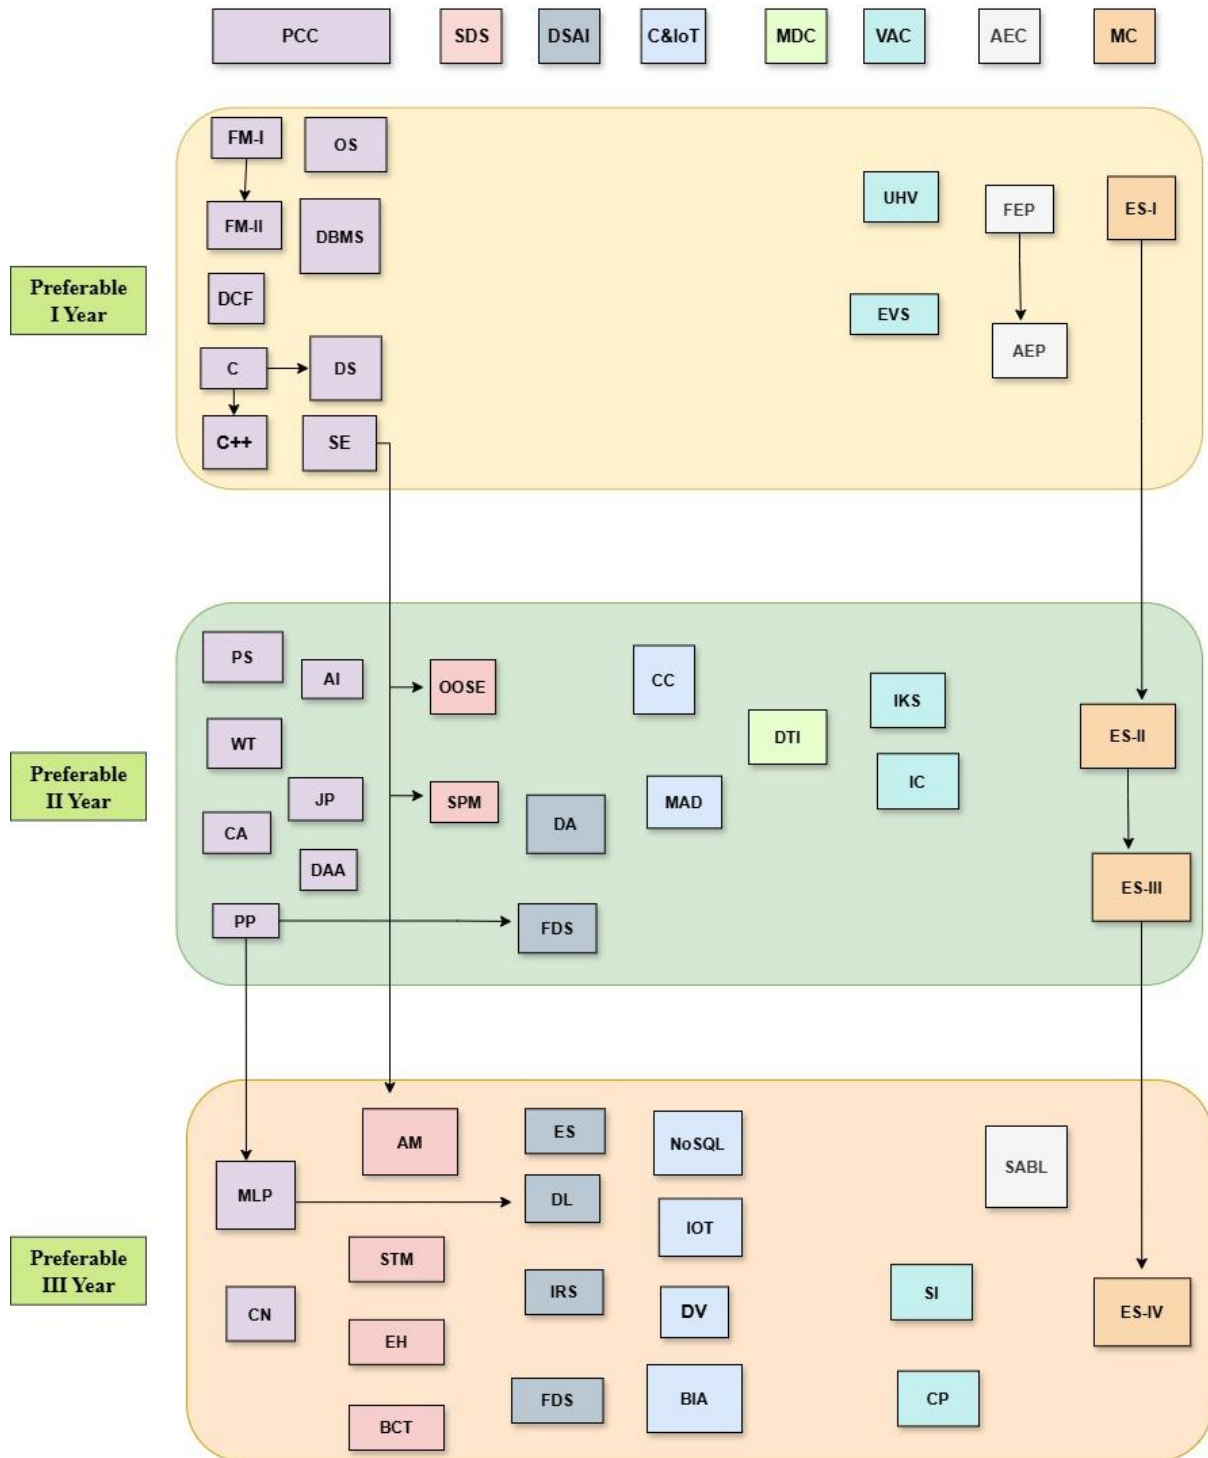 PCC
SDS
DSAI
C&IoT
MDC
VAC
AEC
MC
Preferable
I Year
FM-I
OS
FM-II
DBMS
DCF
C
DS
C++
SE
UHV
FEP
ES-I
EVS
AEP
Preferable
II Year
PS
AI
OOSE
CC
IKS
WT
DTI
ES-II
JP
SPM
MAD
IC
CA
DA
DAA
ES-III
PP
FDS
Preferable
III Year
AM
ES
NoSQL
SABL
MLP
DL
IOT
STM
IRS
SI
CN
DV
ES-IV
EH
FDS
BIA
CP
BCT